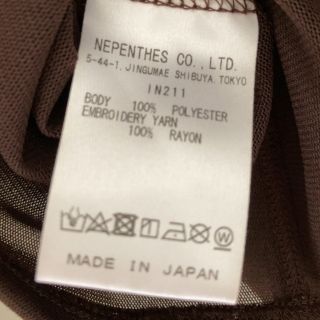 NEPENTHES CO., LTD.
5-44-1, JINGUMAE SHIBUYA, TOKYO
IN211
BODY 100% POLYESTER
EMBROIDERY YARN
100% RAYON
MADE IN JAPAN